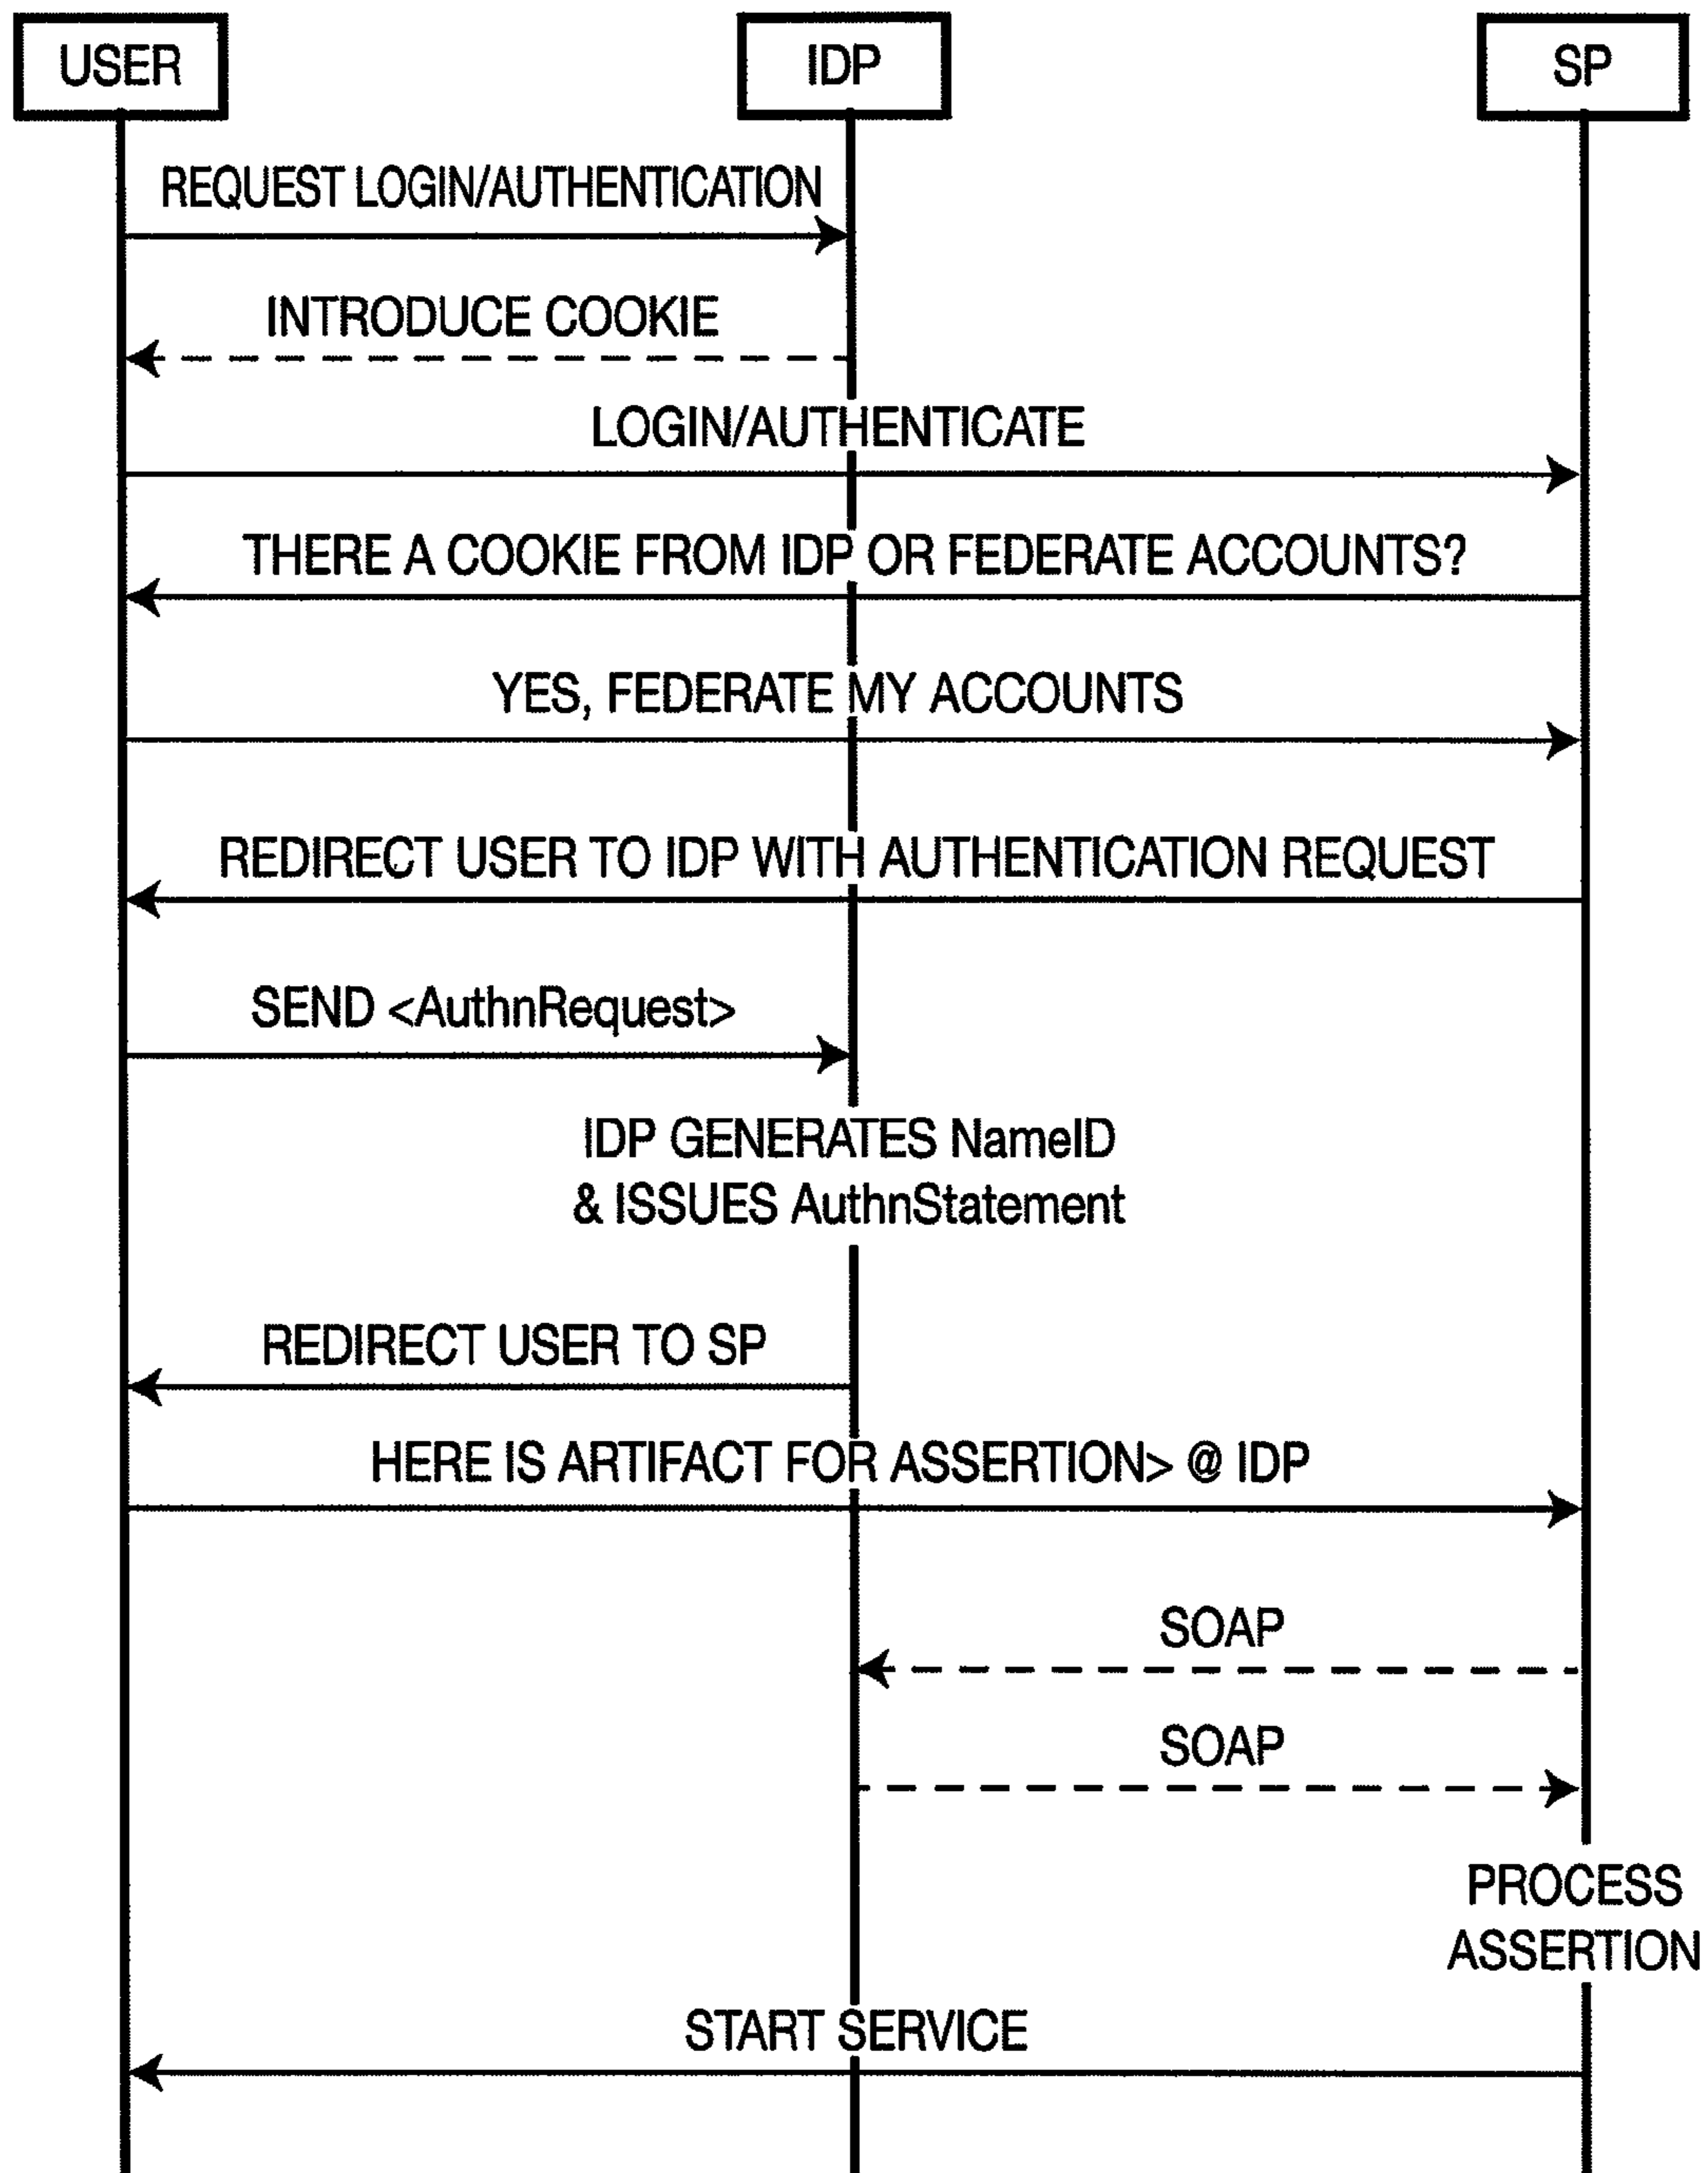 USER
IDP
SP
REQUEST LOGIN/AUTHENTICATION
INTRODUCE COOKIE
LOGIN/AUTHENTICATE
THERE A COOKIE FROM IDP OR FEDERATE ACCOUNTS?
YES, FEDERATE MY ACCOUNTS
REDIRECT USER TO IDP WITH AUTHENTICATION REQUEST
SEND <AuthnRequest>
IDP GENERATES NameID
& ISSUES AuthnStatement
REDIRECT USER TO SP
HERE IS ARTIFACT FOR ASSERTION> @ IDP
SOAP
SOAP
PROCESS
ASSERTION
START SERVICE